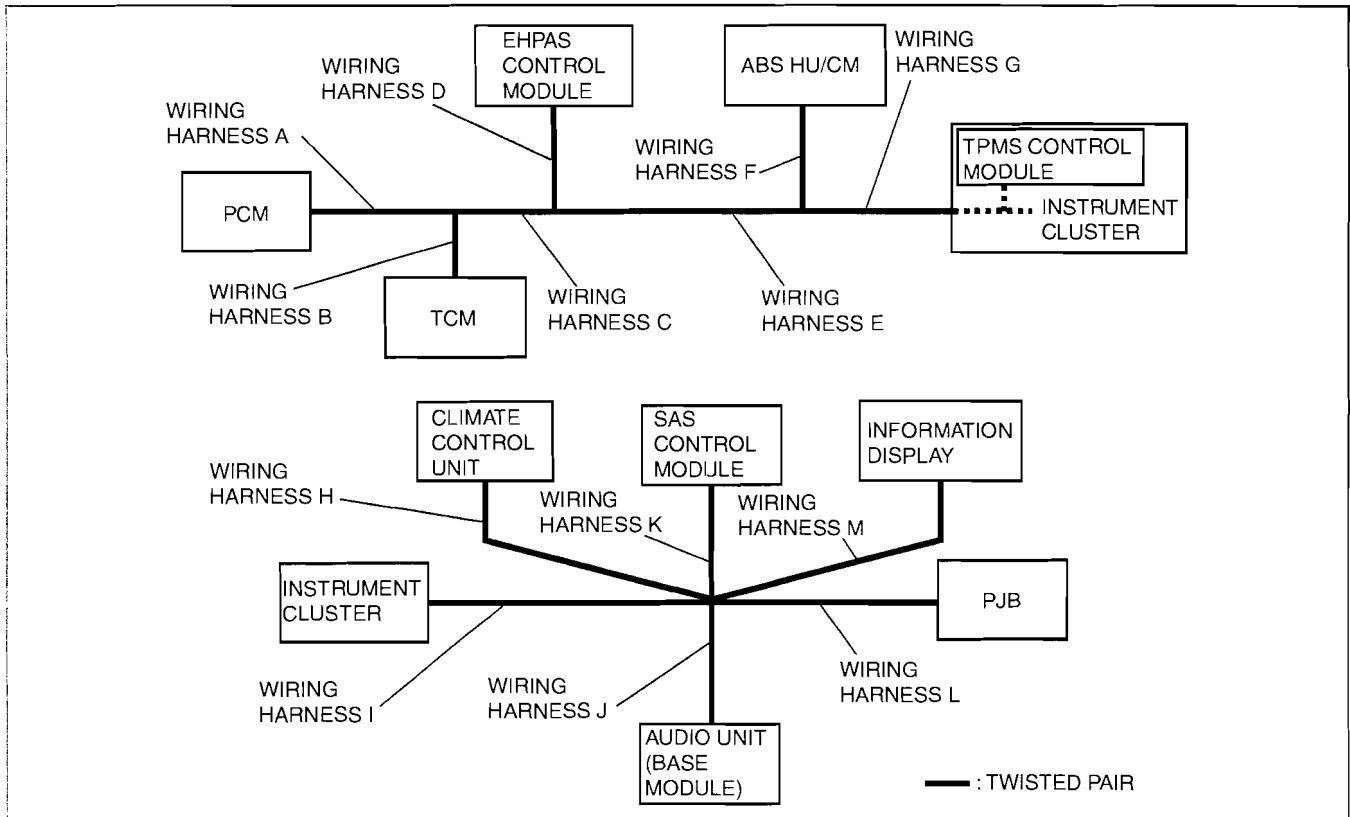 EHPAS
CONTROL
MODULE
ABS HU/CM
WIRING
HARNESS G
WIRING
HARNESS D
WIRING
HARNESS A
WIRING
HARNESS F
TPMS CONTROL
MODULE
PCM
INSTRUMENT
CLUSTER
WIRING
HARNESS B
TCM
WIRING
HARNESS C
WIRING
HARNESS E
CLIMATE
CONTROL
UNIT
SAS
CONTROL
MODULE
INFORMATION
DISPLAY
WIRING
HARNESS H
WIRING
HARNESS K
WIRING
HARNESS M
INSTRUMENT
CLUSTER
PJB
WIRING
HARNESS I
WIRING
HARNESS J
WIRING
HARNESS L
AUDIO UNIT
(BASE
MODULE)
: TWISTED PAIR